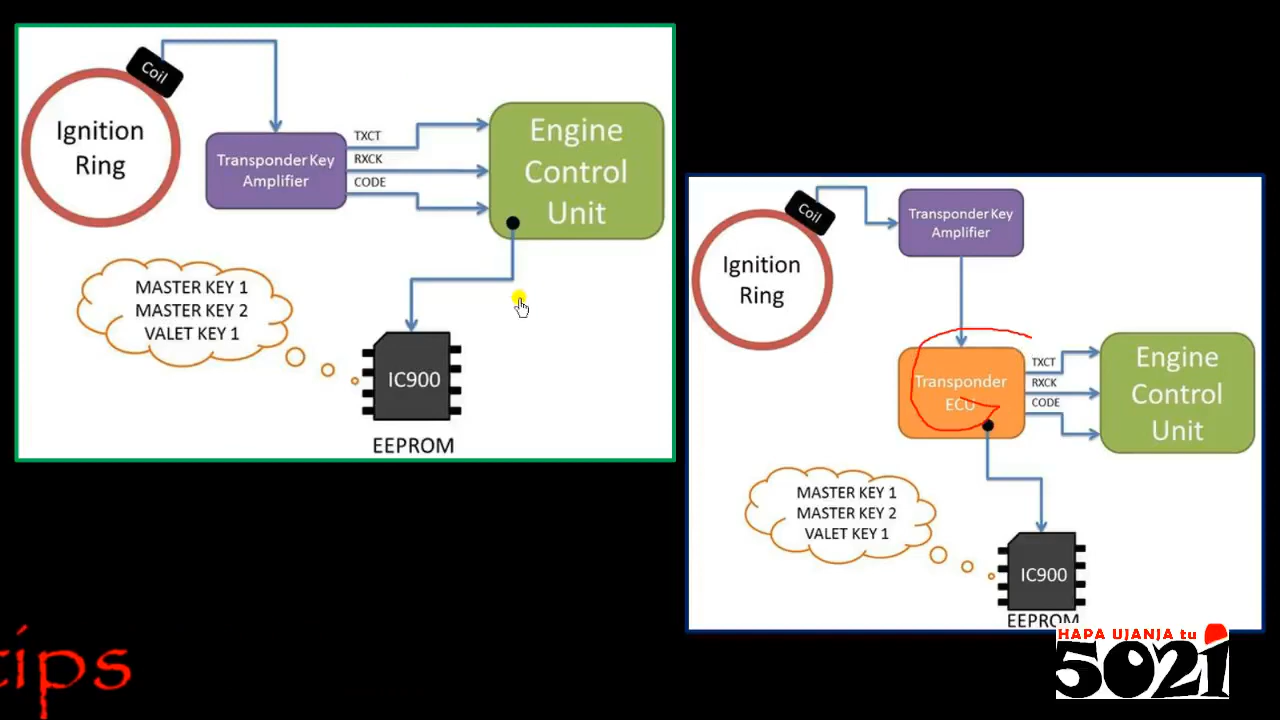 Coil
Ignition
Ring
Transponder Key
Amplifier
TXCT
RXCK
CODE
Engine
Control
Unit
MASTER KEY 1
MASTER KEY 2
VALET KEY 1
IC900
EEPROM
Coil
Ignition
Ring
Transponder Key
Amplifier
Transponder
ECU
TXCT
RXCK
CODE
Engine
Control
Unit
MASTER KEY 1
MASTER KEY 2
VALET KEY 1
IC900
EEPROM
tips
HAPA UJANJA tu
5021